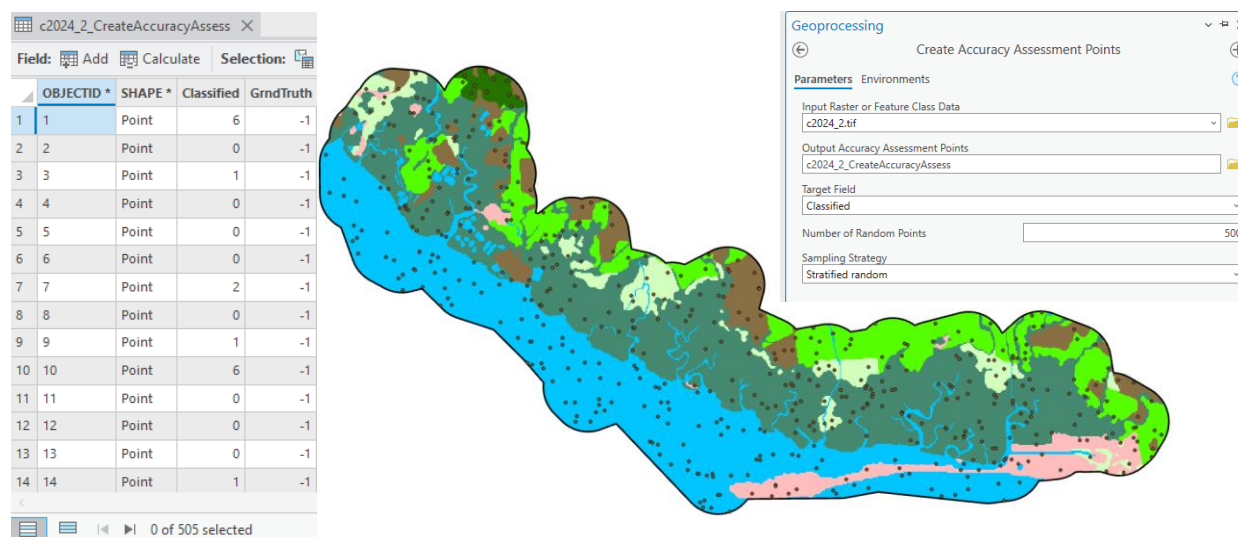 c2024_2_CreateAccuracyAssess
Field: Add Calculate Selection:
OBJECTID * SHAPE * Classified GrndTruth
1 1 Point 6 -1
2 2 Point 0 -1
3 3 Point 1 -1
4 4 Point 0 -1
5 5 Point 0 -1
6 6 Point 0 -1
7 7 Point 2 -1
8 8 Point 0 -1
9 9 Point 1 -1
10 10 Point 6 -1
11 11 Point 0 -1
12 12 Point 0 -1
13 13 Point 0 -1
14 14 Point 1 -1
0 of 505 selected
Geoprocessing
Create Accuracy Assessment Points
Parameters Environments
Input Raster or Feature Class Data
c2024_2.tif
Output Accuracy Assessment Points
c2024_2_CreateAccuracyAssess
Target Field
Classified
Number of Random Points 500
Sampling Strategy
Stratified random